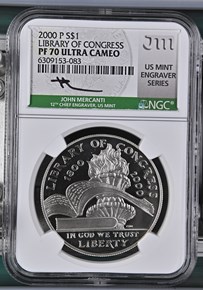 2000 P S$1
LIBRARY OF CONGRESS
PF 70 ULTRA CAMEO
6309153-083
JM
US MINT
ENGRAVER
SERIES
JOHN MERCANTI
12TH CHIEF ENGRAVER, US MINT
NGC
LIBRARY OF CONGRESS
1800 2000
IN GOD WE TRUST
LIBERTY